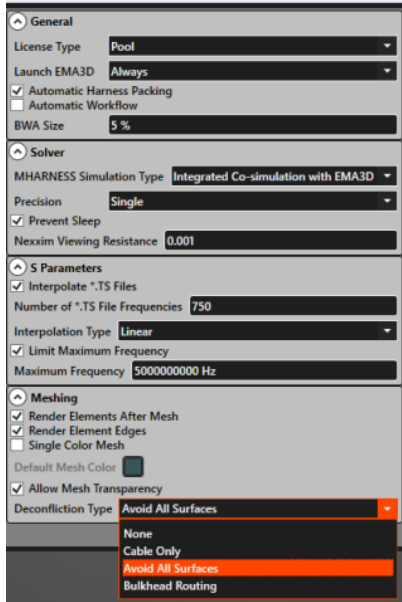 General
License Type Pool
Launch EMA3D Always
Automatic Harness Packing
Automatic Workflow
BWA Size 5 %
Solver
MHARNESS Simulation Type Integrated Co-simulation with EMA3D
Precision Single
Prevent Sleep
Nexxim Viewing Resistance 0.001
S Parameters
Interpolate *.TS Files
Number of *.TS File Frequencies 750
Interpolation Type Linear
Limit Maximum Frequency
Maximum Frequency 5000000000 Hz
Meshing
Render Elements After Mesh
Render Element Edges
Single Color Mesh
Default Mesh Color
Allow Mesh Transparency
Deconfliction Type Avoid All Surfaces
None
Cable Only
Avoid All Surfaces
Bulkhead Routing